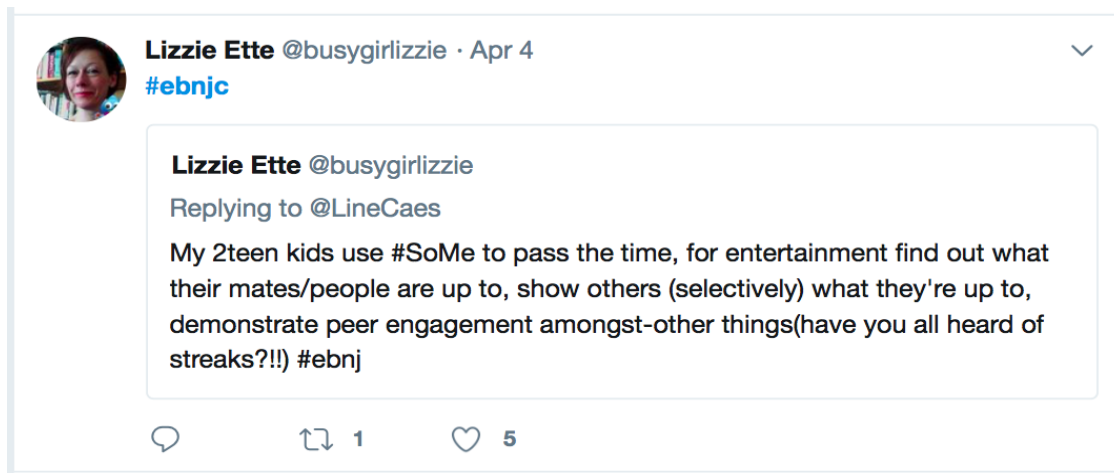 Lizzie Ette @busygirlizzie · Apr 4
#ebnjc
Lizzie Ette @busygirlizzie
Replying to @LineCaes
My 2teen kids use #SoMe to pass the time, for entertainment find out what
their mates/people are up to, show others (selectively) what they're up to,
demonstrate peer engagement amongst-other things(have you all heard of
streaks?!!) #ebnj
1 5